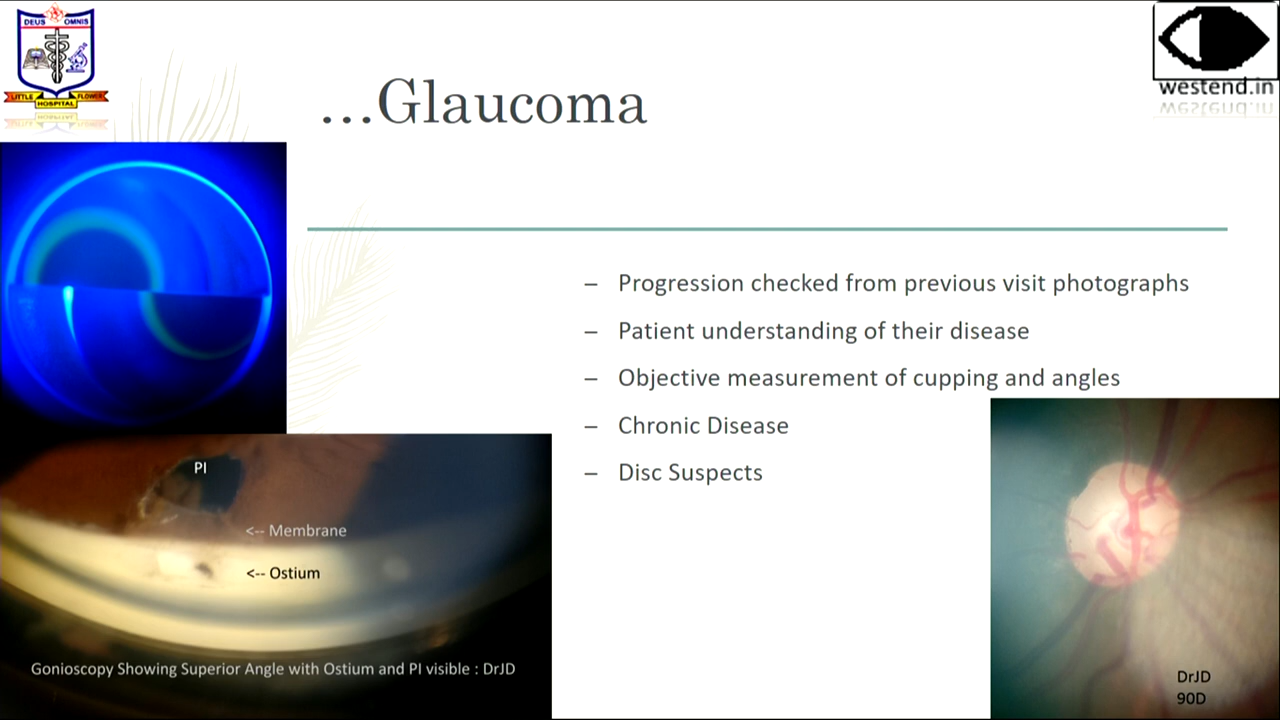 DEUS OMNIS
LITTLE FLOWER
HOSPITAL
westend.in
…Glaucoma
– Progression checked from previous visit photographs
– Patient understanding of their disease
– Objective measurement of cupping and angles
– Chronic Disease
– Disc Suspects
PI
<-- Membrane
<-- Ostium
Gonioscopy Showing Superior Angle with Ostium and PI visible : DrJD
DrJD
90D